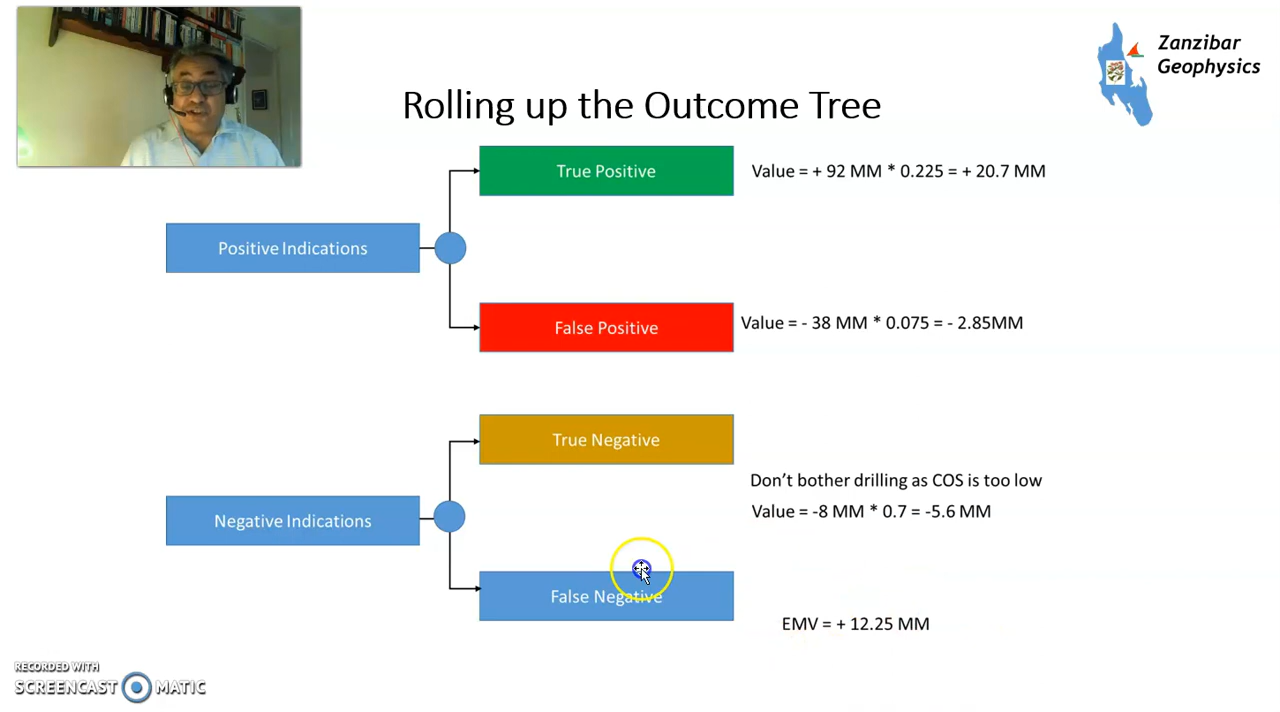 Zanzibar
Geophysics
Rolling up the Outcome Tree
True Positive
Value = + 92 MM * 0.225 = + 20.7 MM
Positive Indications
False Positive
Value = - 38 MM * 0.075 = - 2.85MM
True Negative
Don't bother drilling as COS is too low
Value = -8 MM * 0.7 = -5.6 MM
Negative Indications
False Negative
EMV = + 12.25 MM
RECORDED WITH
SCREENCAST MATIC